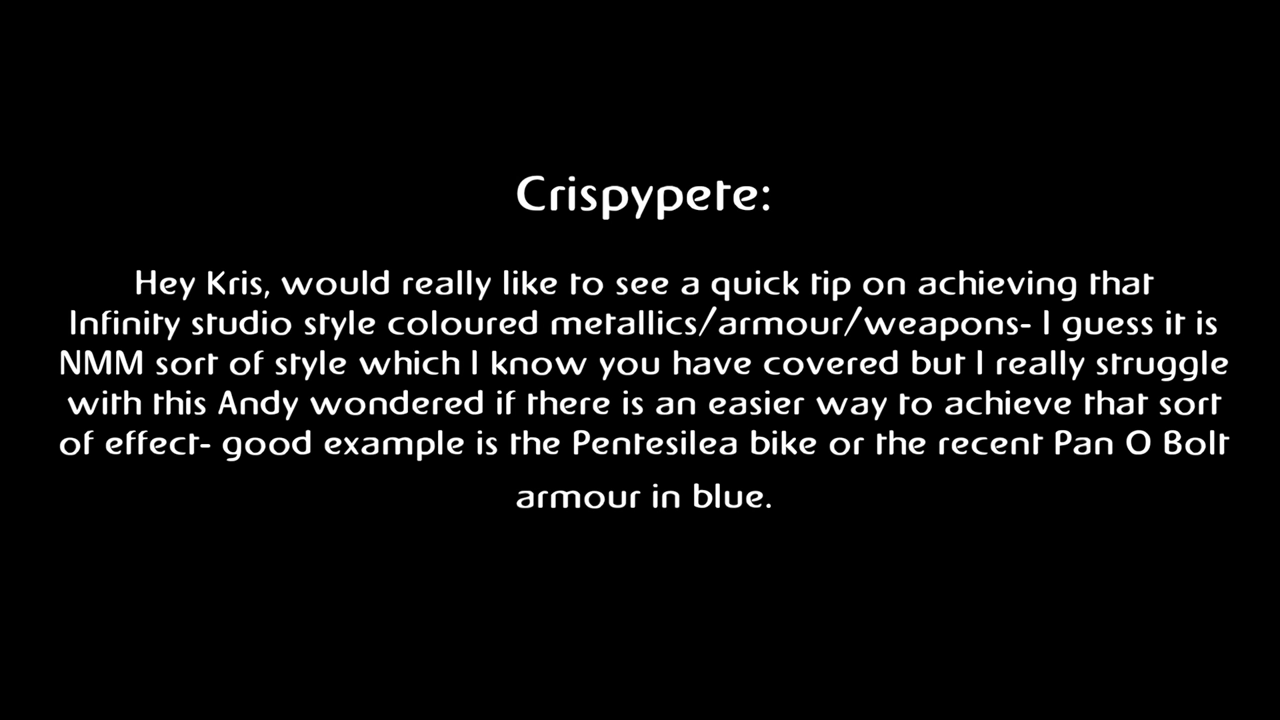 Crispypete:
Hey Kris, would really like to see a quick tip on achieving that
Infinity studio style coloured metallics/armour/weapons- I guess it is
NMM sort of style which I know you have covered but I really struggle
with this Andy wondered if there is an easier way to achieve that sort
of effect- good example is the Pentesilea bike or the recent Pan O Bolt
armour in blue.